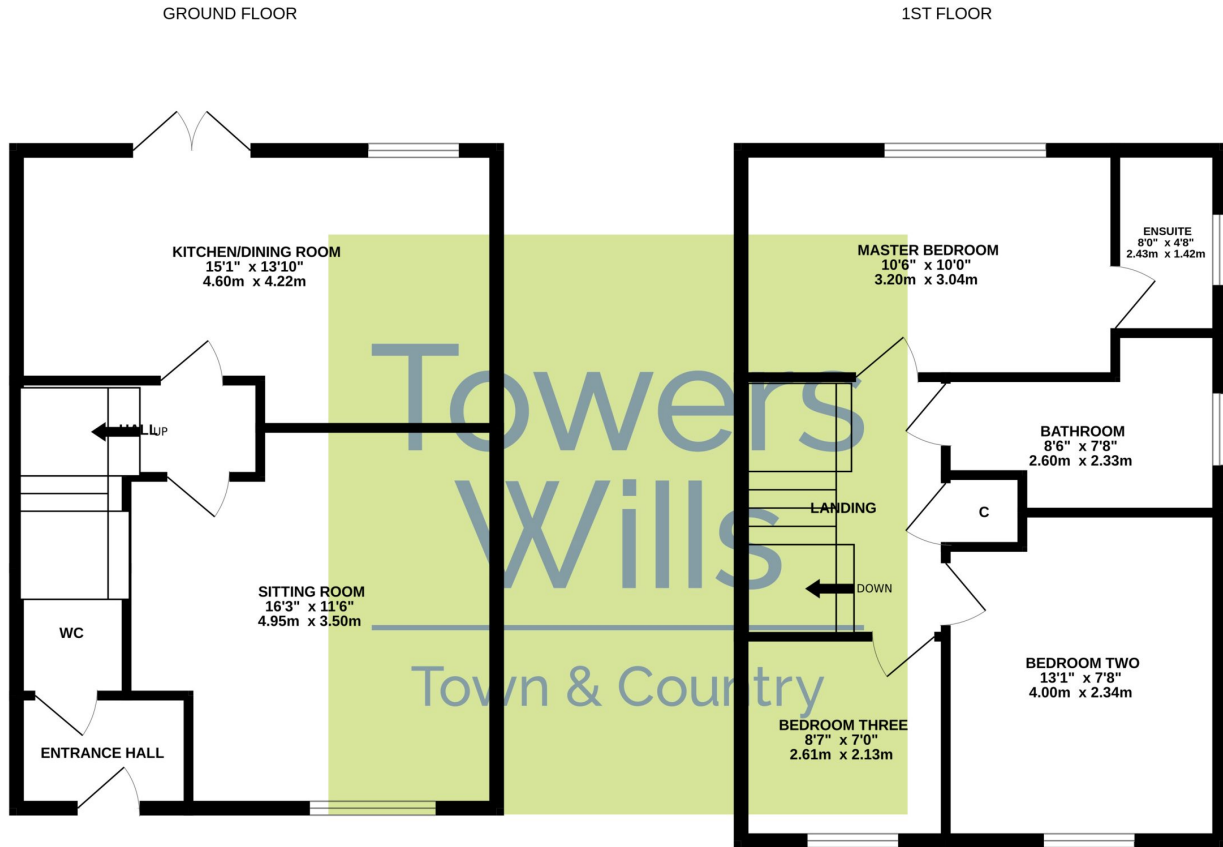 GROUND FLOOR
1ST FLOOR
KITCHEN/DINING ROOM
15'1" x 13'10"
4.60m x 4.22m
HALL
UP
SITTING ROOM
16'3" x 11'6"
4.95m x 3.50m
WC
ENTRANCE HALL
MASTER BEDROOM
10'6" x 10'0"
3.20m x 3.04m
ENSUITE
8'0" x 4'8"
2.43m x 1.42m
BATHROOM
8'6" x 7'8"
2.60m x 2.33m
C
LANDING
DOWN
BEDROOM TWO
13'1" x 7'8"
4.00m x 2.34m
BEDROOM THREE
8'7" x 7'0"
2.61m x 2.13m
Towers
Wills
Town & Country